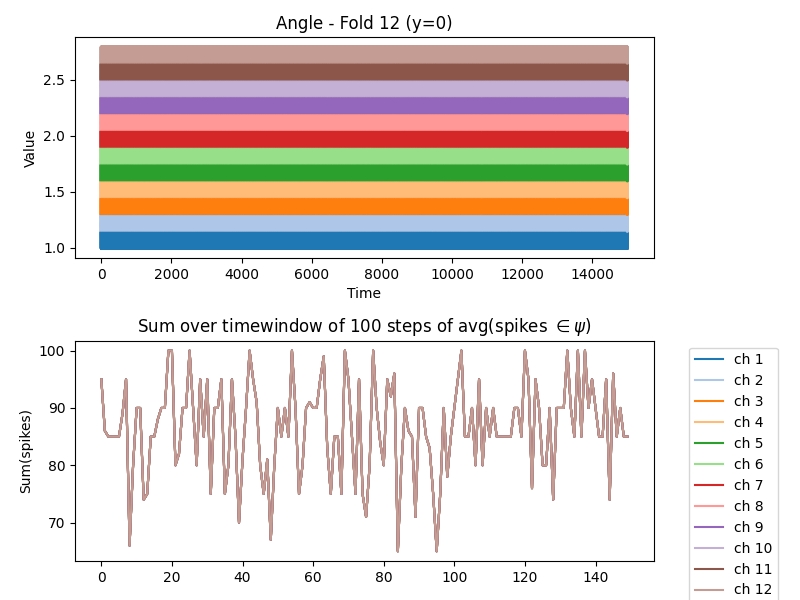 Angle - Fold 12 (y=0)
Value
2.5
2.0
1.5
1.0
0 2000 4000 6000 8000 10000 12000 14000
Time
Sum over timewindow of 100 steps of avg(spikes ∈ ψ)
Sum(spikes)
100
90
80
70
0 20 40 60 80 100 120 140
ch 1
ch 2
ch 3
ch 4
ch 5
ch 6
ch 7
ch 8
ch 9
ch 10
ch 11
ch 12